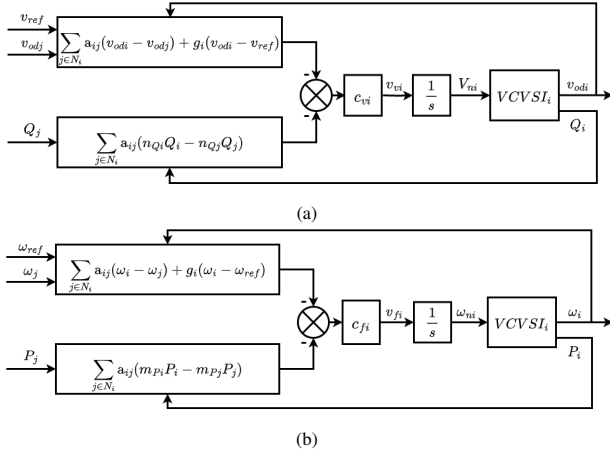 v_ref
v_odj
∑_{j∈N_i} a_ij(v_odi − v_odj) + g_i(v_odi − v_ref)
-
-
c_vi
v_vi
1/s
V_ni
VCVSI_i
v_odi
Q_i
Q_j
∑_{j∈N_i} a_ij(n_Qi Q_i − n_Qj Q_j)
(a)
ω_ref
ω_j
∑_{j∈N_i} a_ij(ω_i − ω_j) + g_i(ω_i − ω_ref)
-
-
c_fi
v_fi
1/s
ω_ni
VCVSI_i
ω_i
P_i
P_j
∑_{j∈N_i} a_ij(m_Pi P_i − m_Pj P_j)
(b)